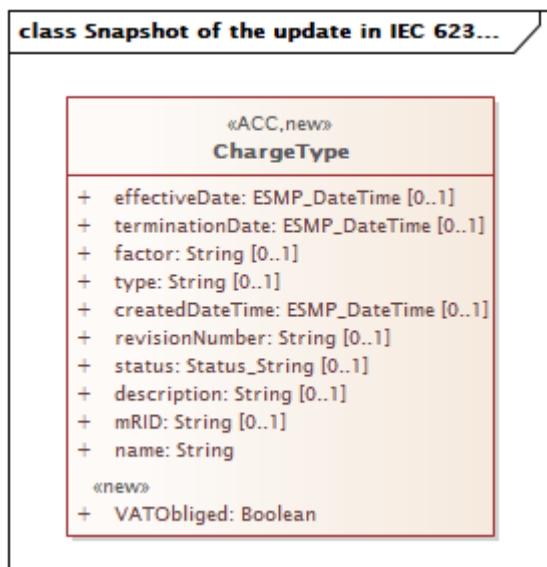 class Snapshot of the update in IEC 623...
«ACC,new»
ChargeType
+ effectiveDate: ESMP_DateTime [0..1]
+ terminationDate: ESMP_DateTime [0..1]
+ factor: String [0..1]
+ type: String [0..1]
+ createdDateTime: ESMP_DateTime [0..1]
+ revisionNumber: String [0..1]
+ status: Status_String [0..1]
+ description: String [0..1]
+ mRID: String [0..1]
+ name: String
«new»
+ VATObliged: Boolean